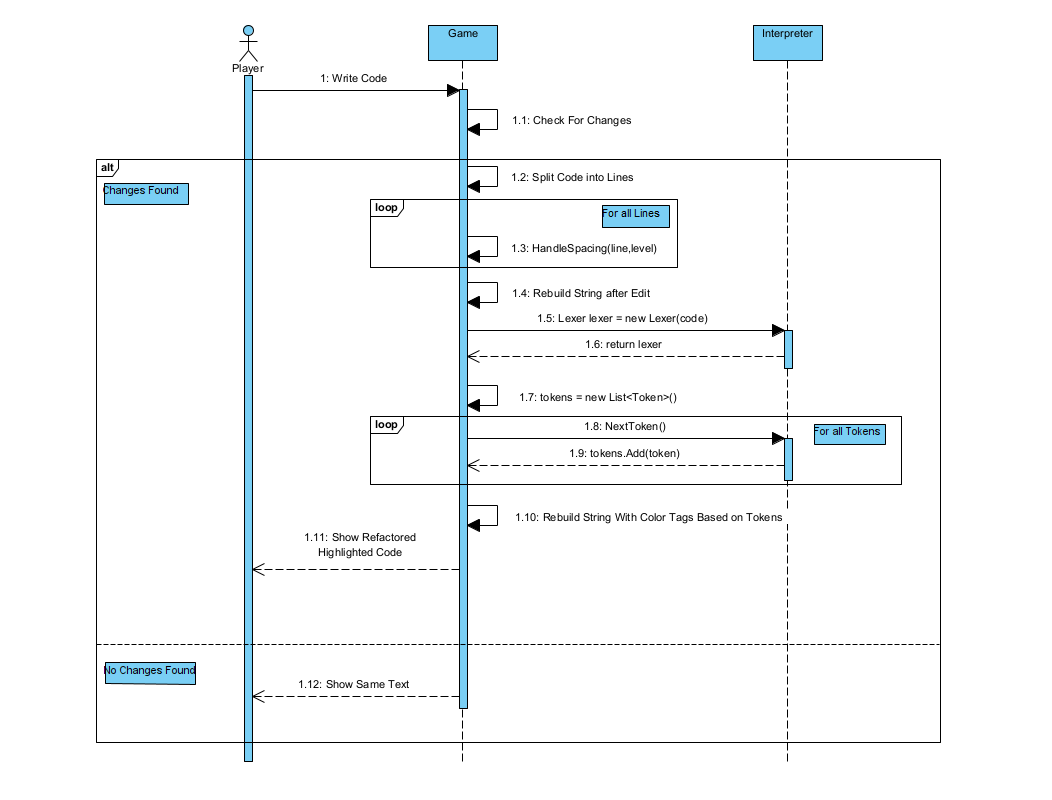 Game
Interpreter
Player
1: Write Code
1.1: Check For Changes
alt
Changes Found
1.2: Split Code into Lines
loop
For all Lines
1.3: HandleSpacing(line,level)
1.4: Rebuild String after Edit
1.5: Lexer lexer = new Lexer(code)
1.6: return lexer
1.7: tokens = new List<Token>()
loop
For all Tokens
1.8: NextToken()
1.9: tokens.Add(token)
1.10: Rebuild String With Color Tags Based on Tokens
1.11: Show Refactored
Highlighted Code
No Changes Found
1.12: Show Same Text